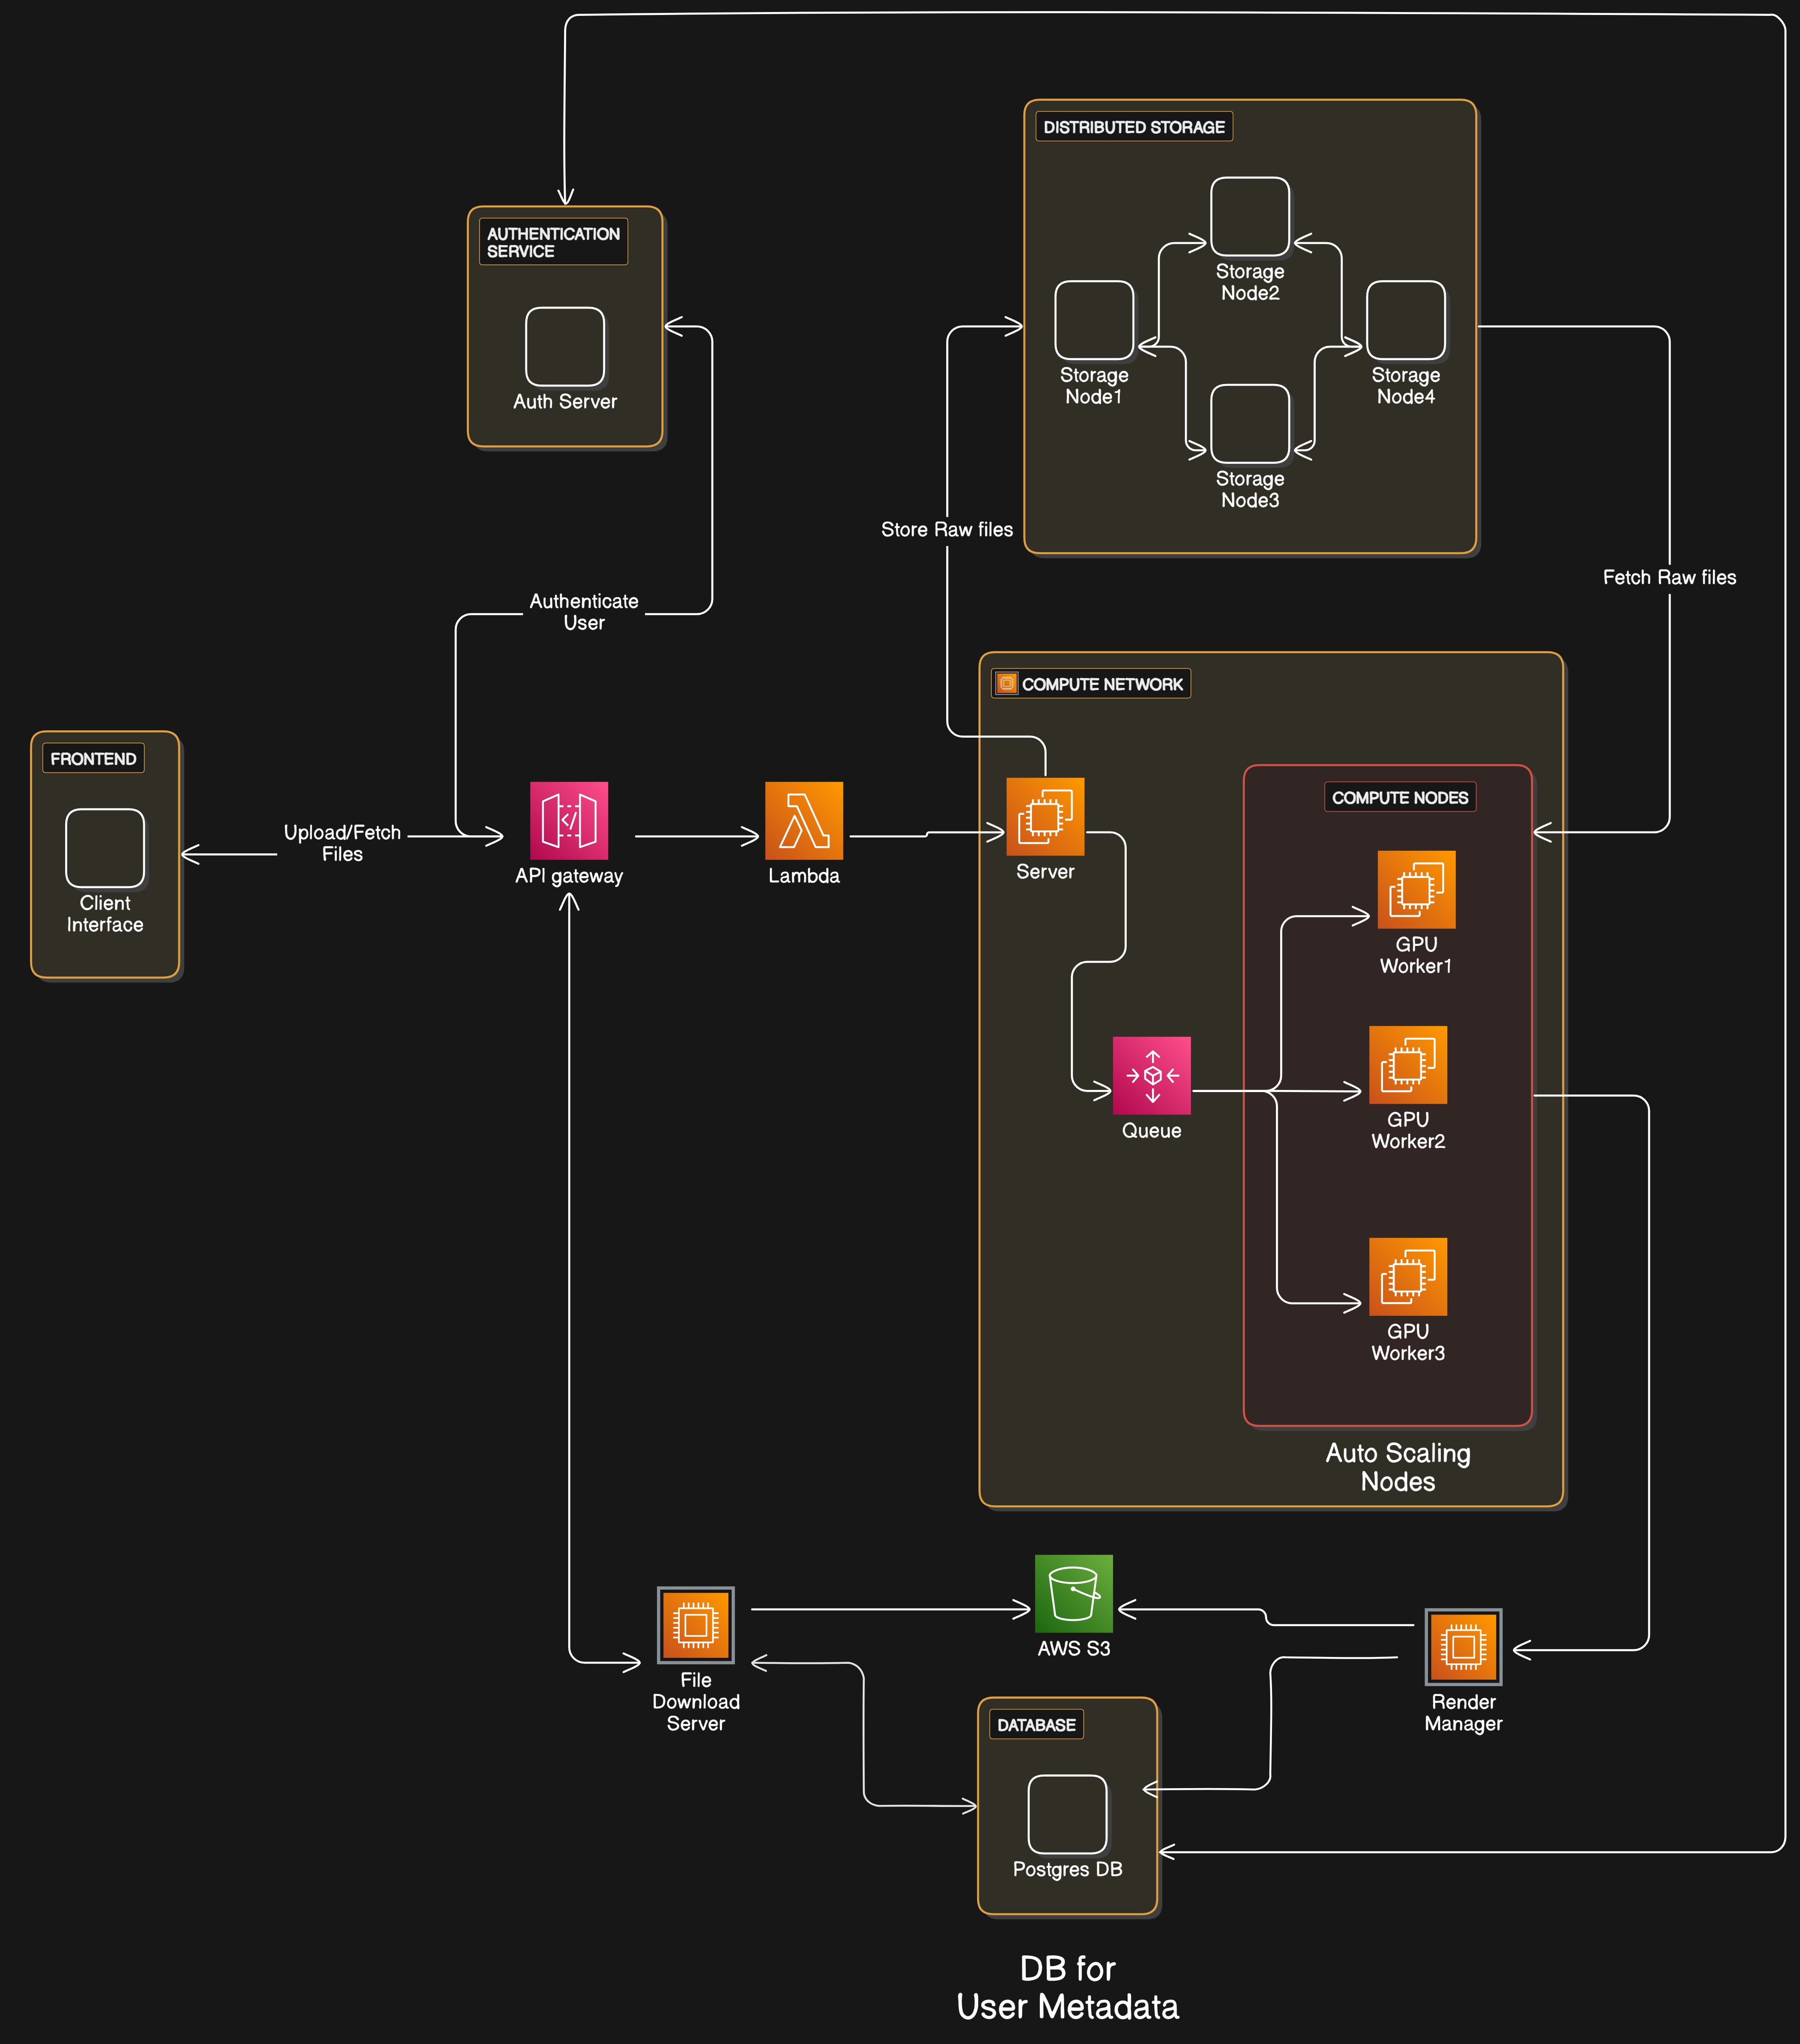 DISTRIBUTED STORAGE
Storage
Node2
Storage
Node1
Storage
Node4
Storage
Node3
AUTHENTICATION
SERVICE
Auth Server
Store Raw files
Fetch Raw files
Authenticate
User
FRONTEND
Client
Interface
Upload/Fetch
Files
API gateway
Lambda
COMPUTE NETWORK
Server
Queue
COMPUTE NODES
GPU
Worker1
GPU
Worker2
GPU
Worker3
Auto Scaling
Nodes
File
Download
Server
AWS S3
Render
Manager
DATABASE
Postgres DB
DB for
User Metadata